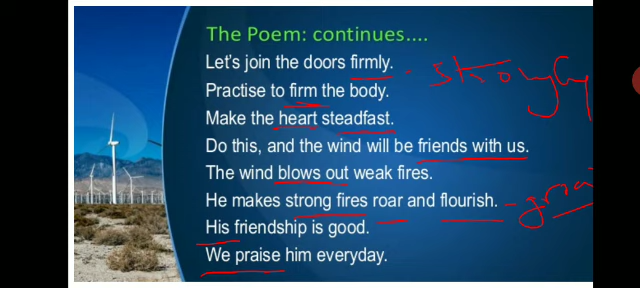 The Poem: continues....
Let's join the doors firmly. - strongly
Practise to firm the body.
Make the heart steadfast.
Do this, and the wind will be friends with us.
The wind blows out weak fires.
He makes strong fires roar and flourish. -
His friendship is good.
We praise him everyday.